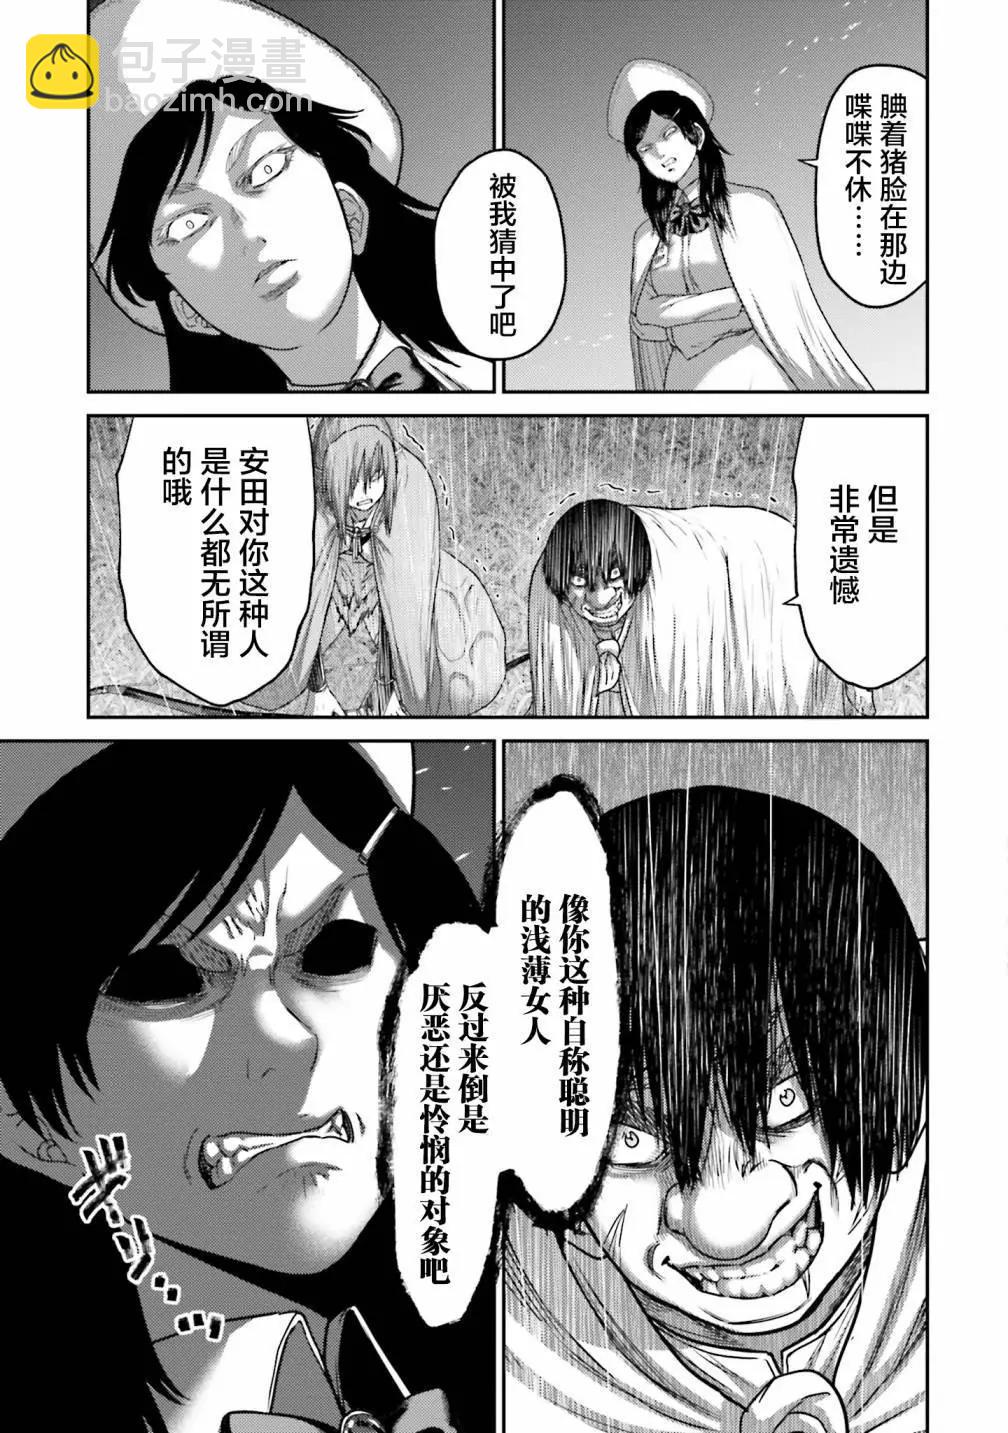 包子漫畫
baozimh.com
腆着猪脸在那边
喋喋不休……
被我猜中了吧
但是
非常遗憾
安田对你这种人
是什么都无所谓
的哦
像你这种自称聪明
的浅薄女人
反过来倒是
厌恶还是怜悯的对象吧